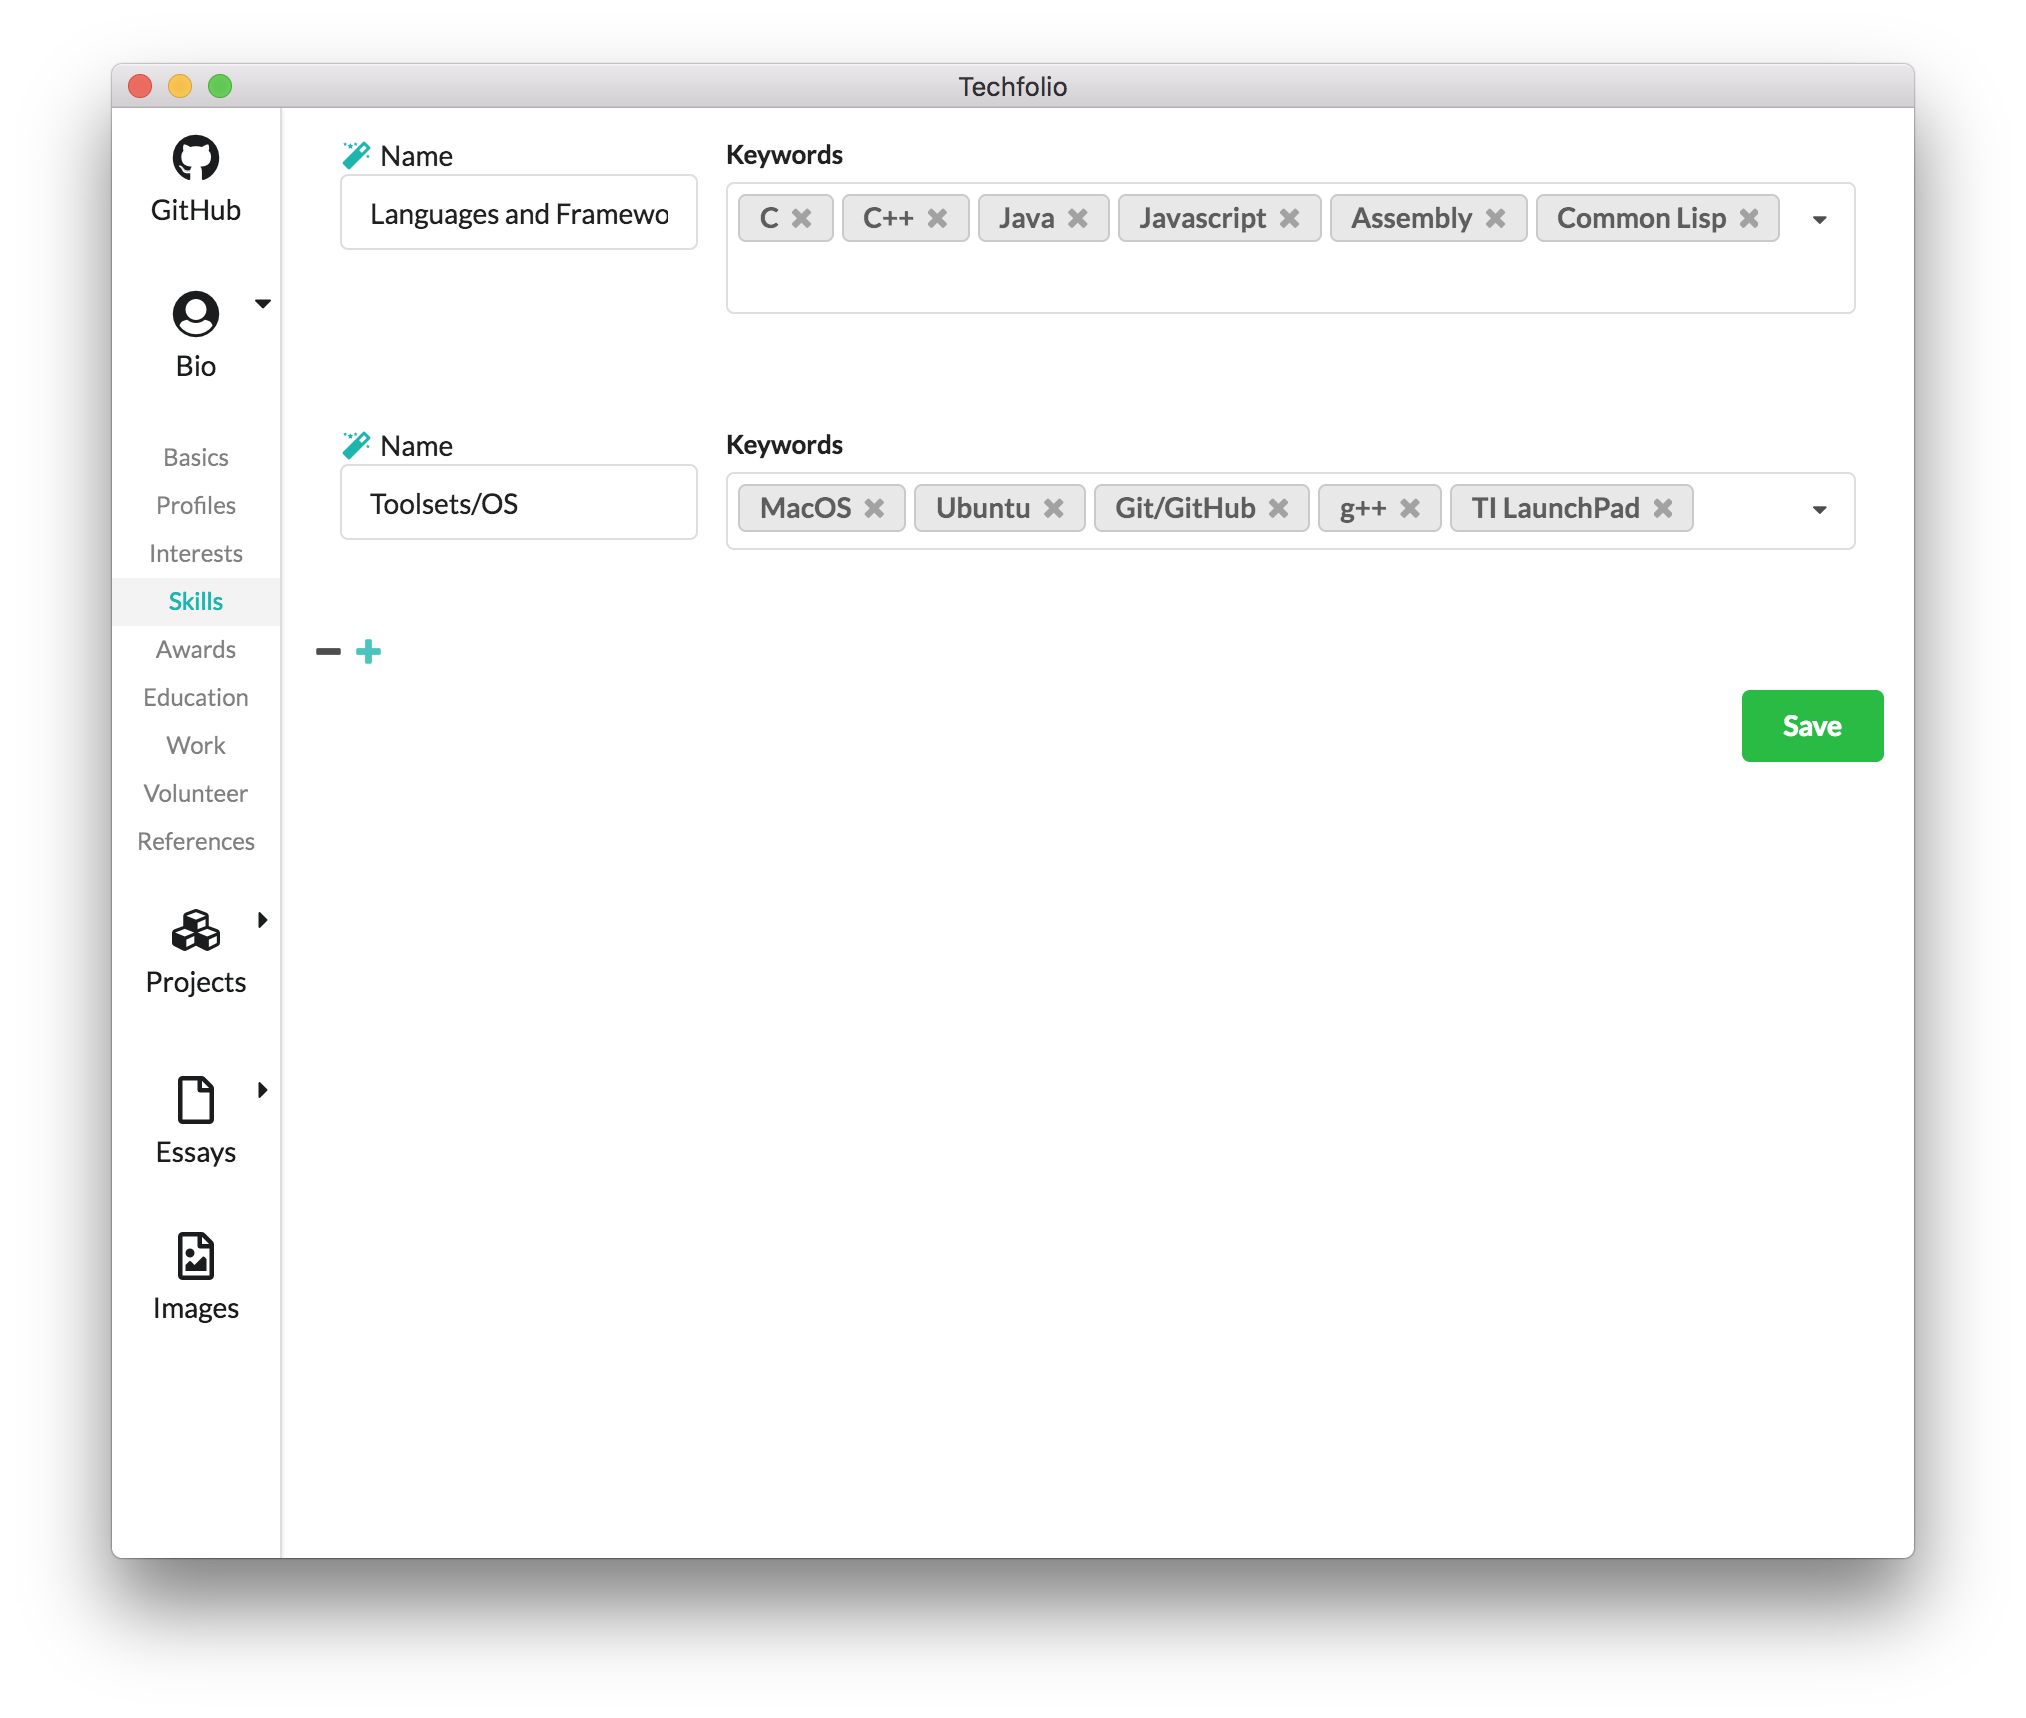 Techfolio
GitHub
Bio
Basics
Profiles
Interests
Skills
Awards
Education
Work
Volunteer
References
Projects
Essays
Images
Name
Keywords
Languages and Framewo
C C++ Java Javascript Assembly Common Lisp
Name
Keywords
Toolsets/OS
MacOS Ubuntu Git/GitHub g++ TI LaunchPad
Save